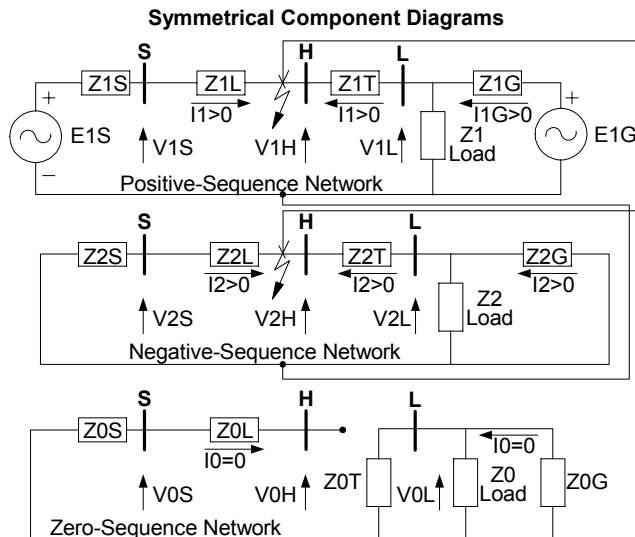 Symmetrical Component Diagrams
S H L
Z1S Z1L Z1T Z1G
I1>0 I1>0 I1G>0
+ +
E1S V1S V1H V1L Z1 Load E1G
−
Positive-Sequence Network
S H L
Z2S Z2L Z2T Z2G
I2>0 I2>0 I2>0
V2S V2H V2L Z2 Load
Negative-Sequence Network
S H L
Z0S Z0L
I0=0 I0=0
V0S V0H Z0T V0L Z0 Load Z0G
Zero-Sequence Network